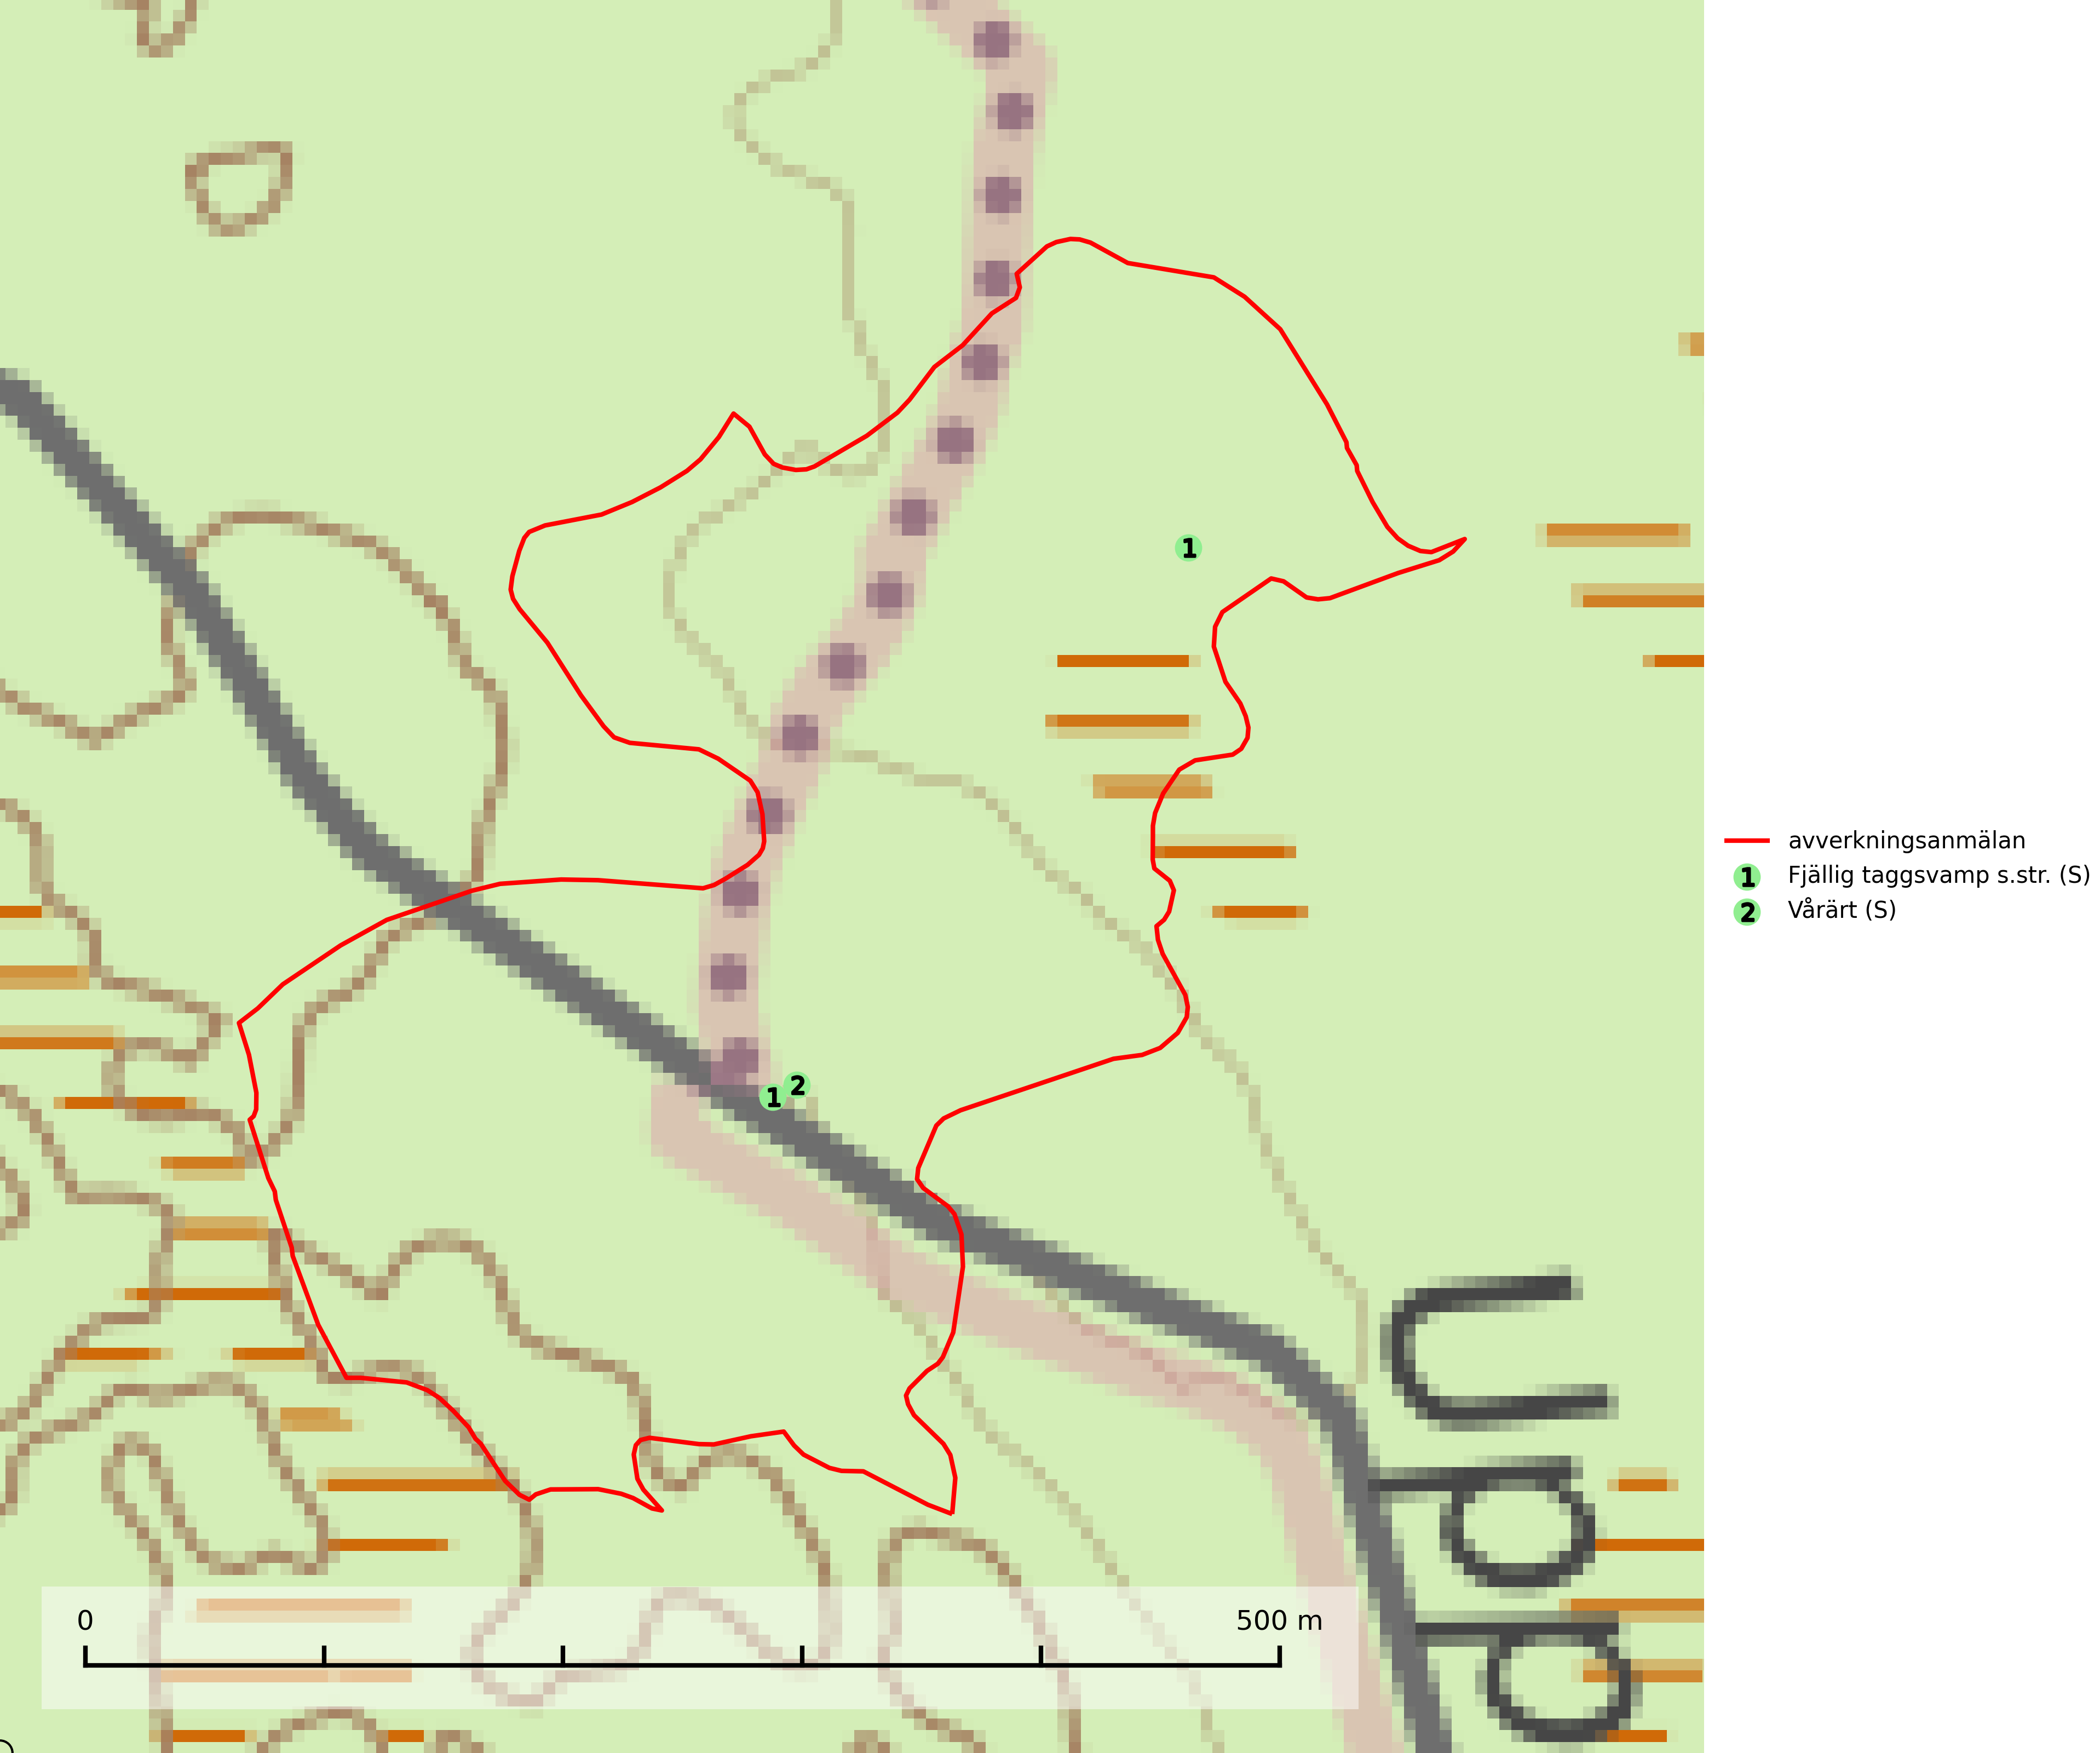 1
1
2
0
500 m
avverkningsanmälan
1 Fjällig taggsvamp s.str. (S)
2 Vårärt (S)